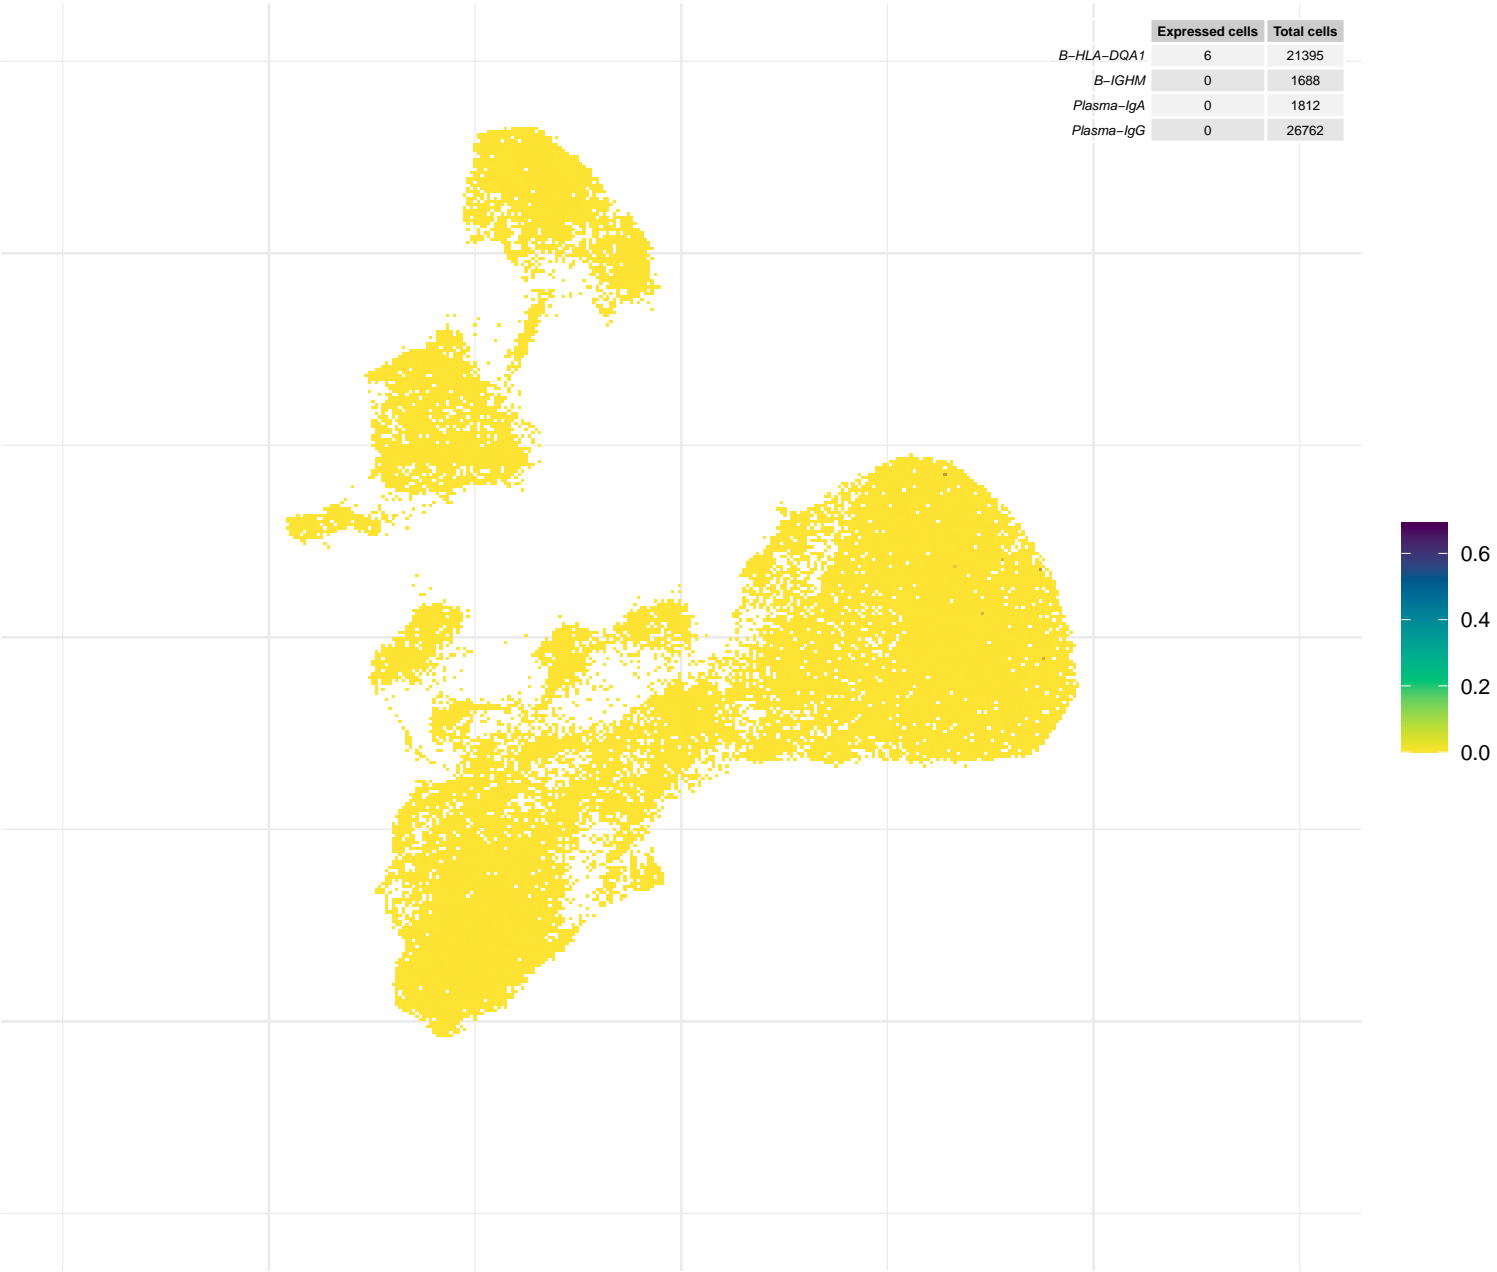 Expressed cells Total cells
B−HLA−DQA1 6 21395
B−IGHM 0 1688
Plasma−IgA 0 1812
Plasma−IgG 0 26762
0.6
0.4
0.2
0.0